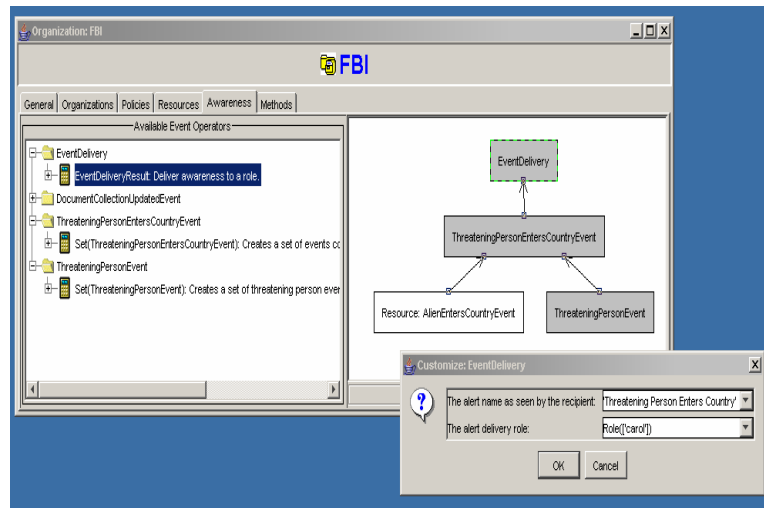 Organization: FBI
FBI
General Organizations Policies Resources Awareness Methods
Available Event Operators
EventDelivery
EventDeliveryResult: Deliver awareness to a role.
DocumentCollectionUpdatedEvent
ThreateningPersonEntersCountryEvent
Set(ThreateningPersonEntersCountryEvent): Creates a set of events cc
ThreateningPersonEvent
Set(ThreateningPersonEvent): Creates a set of threatening person ever
EventDelivery
ThreateningPersonEntersCountryEvent
Resource: AlienEntersCountryEvent
ThreateningPersonEvent
Customize: EventDelivery
The alert name as seen by the recipient: 'Threatening Person Enters Country'
The alert delivery role: Role(['carol'])
OK Cancel